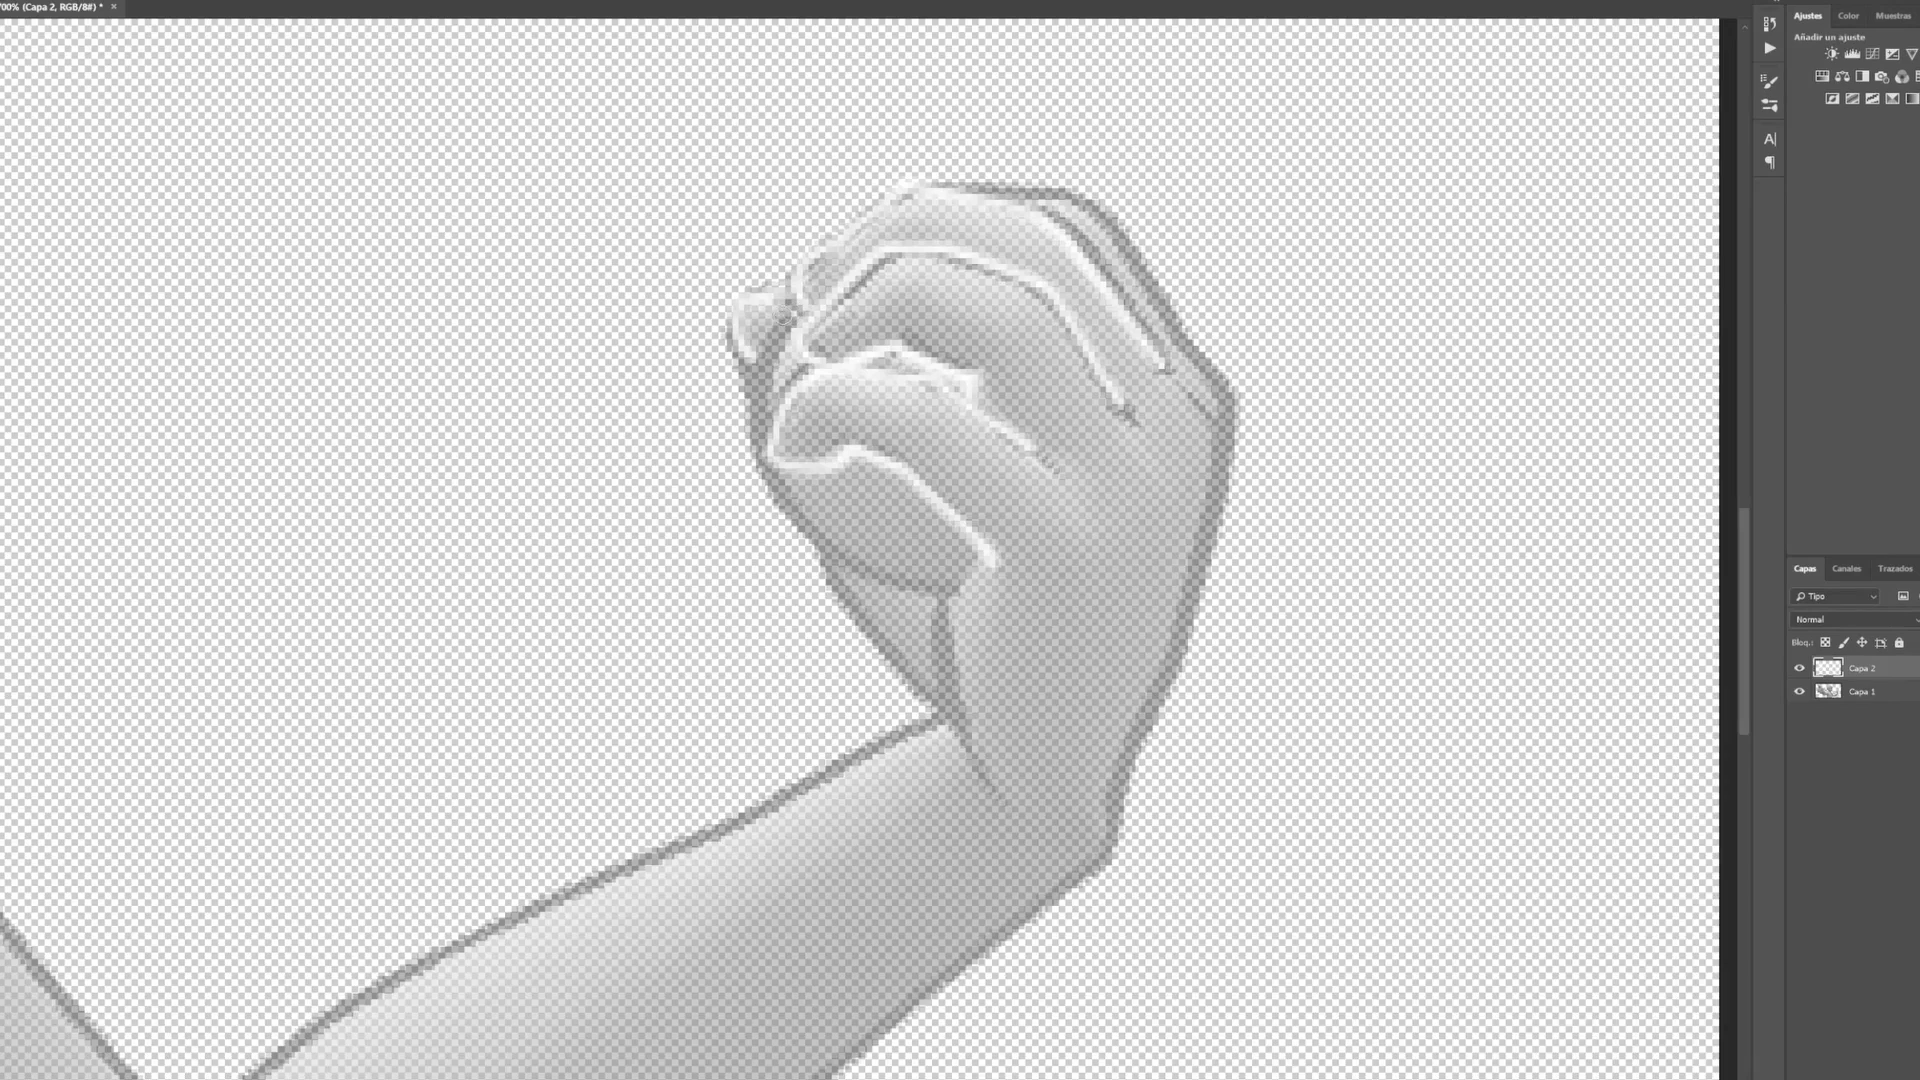 700% (Capa 2, RGB/8#) *
Ajustes Color Muestras
Añadir un ajuste
A
Capas Canales Trazados
Tipo
Normal
Bloq.:
Capa 2
Capa 1